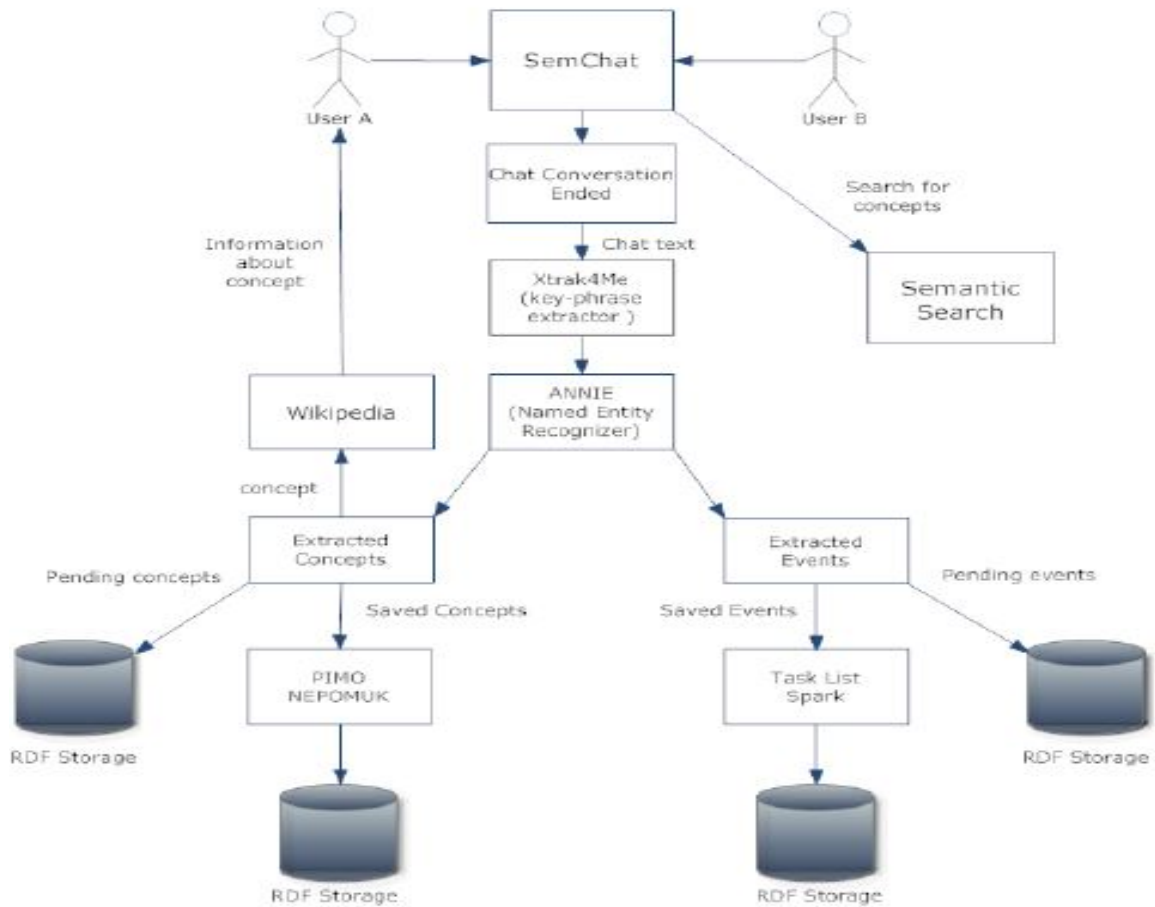 SemChat
User A
User B
Chat Conversation
Ended
Search for
concepts
Information
about
concept
Chat text
Xtrak4Me
(key-phrase
extractor )
Semantic
Search
Wikipedia
ANNIE
(Named Entity
Recognizer)
concept
Extracted
Concepts
Extracted
Events
Pending concepts
Pending events
Saved Concepts
Saved Events
PIMO
NEPOMUK
Task List
Spark
RDF Storage
RDF Storage
RDF Storage
RDF Storage